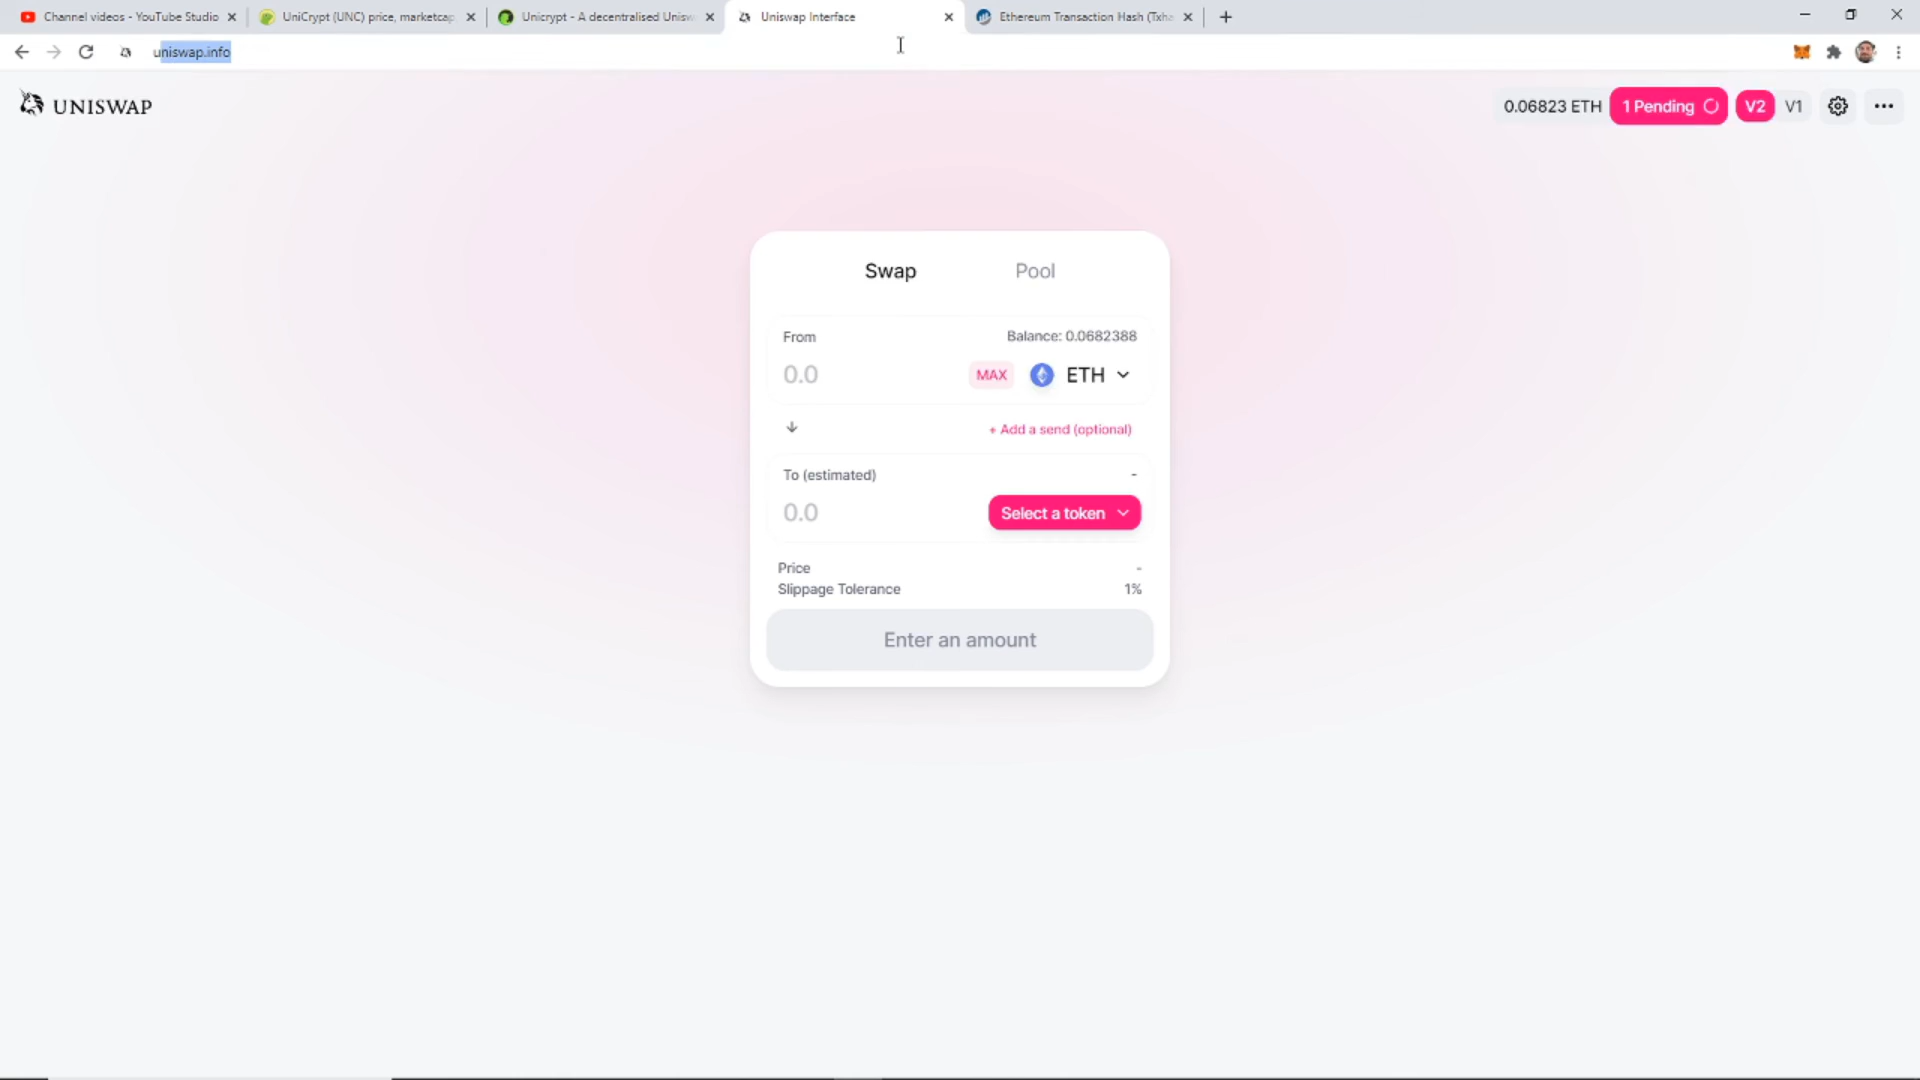 Channel videos - YouTube Studio
UniCrypt (UNC) price, marketcap
Unicrypt - A decentralised Unisw
Uniswap Interface
Ethereum Transaction Hash (Txha
uniswap.info
UNISWAP
0.06823 ETH
1 Pending
V2
V1
Swap
Pool
From
Balance: 0.0682388
0.0
MAX
ETH
+ Add a send (optional)
To (estimated)
-
0.0
Select a token
Price
-
Slippage Tolerance
1%
Enter an amount